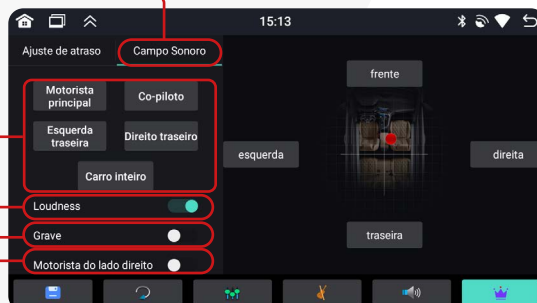 15:13
Ajuste de atraso
Campo Sonoro
Motorista
principal
Co-piloto
Esquerda
traseira
Direito traseiro
Carro inteiro
Loudness
Grave
Motorista do lado direito
frente
esquerda
direita
traseira